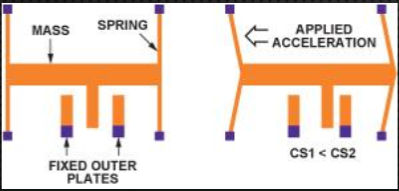 MASS
SPRING
FIXED OUTER
PLATES
APPLIED
ACCELERATION
CS1 < CS2